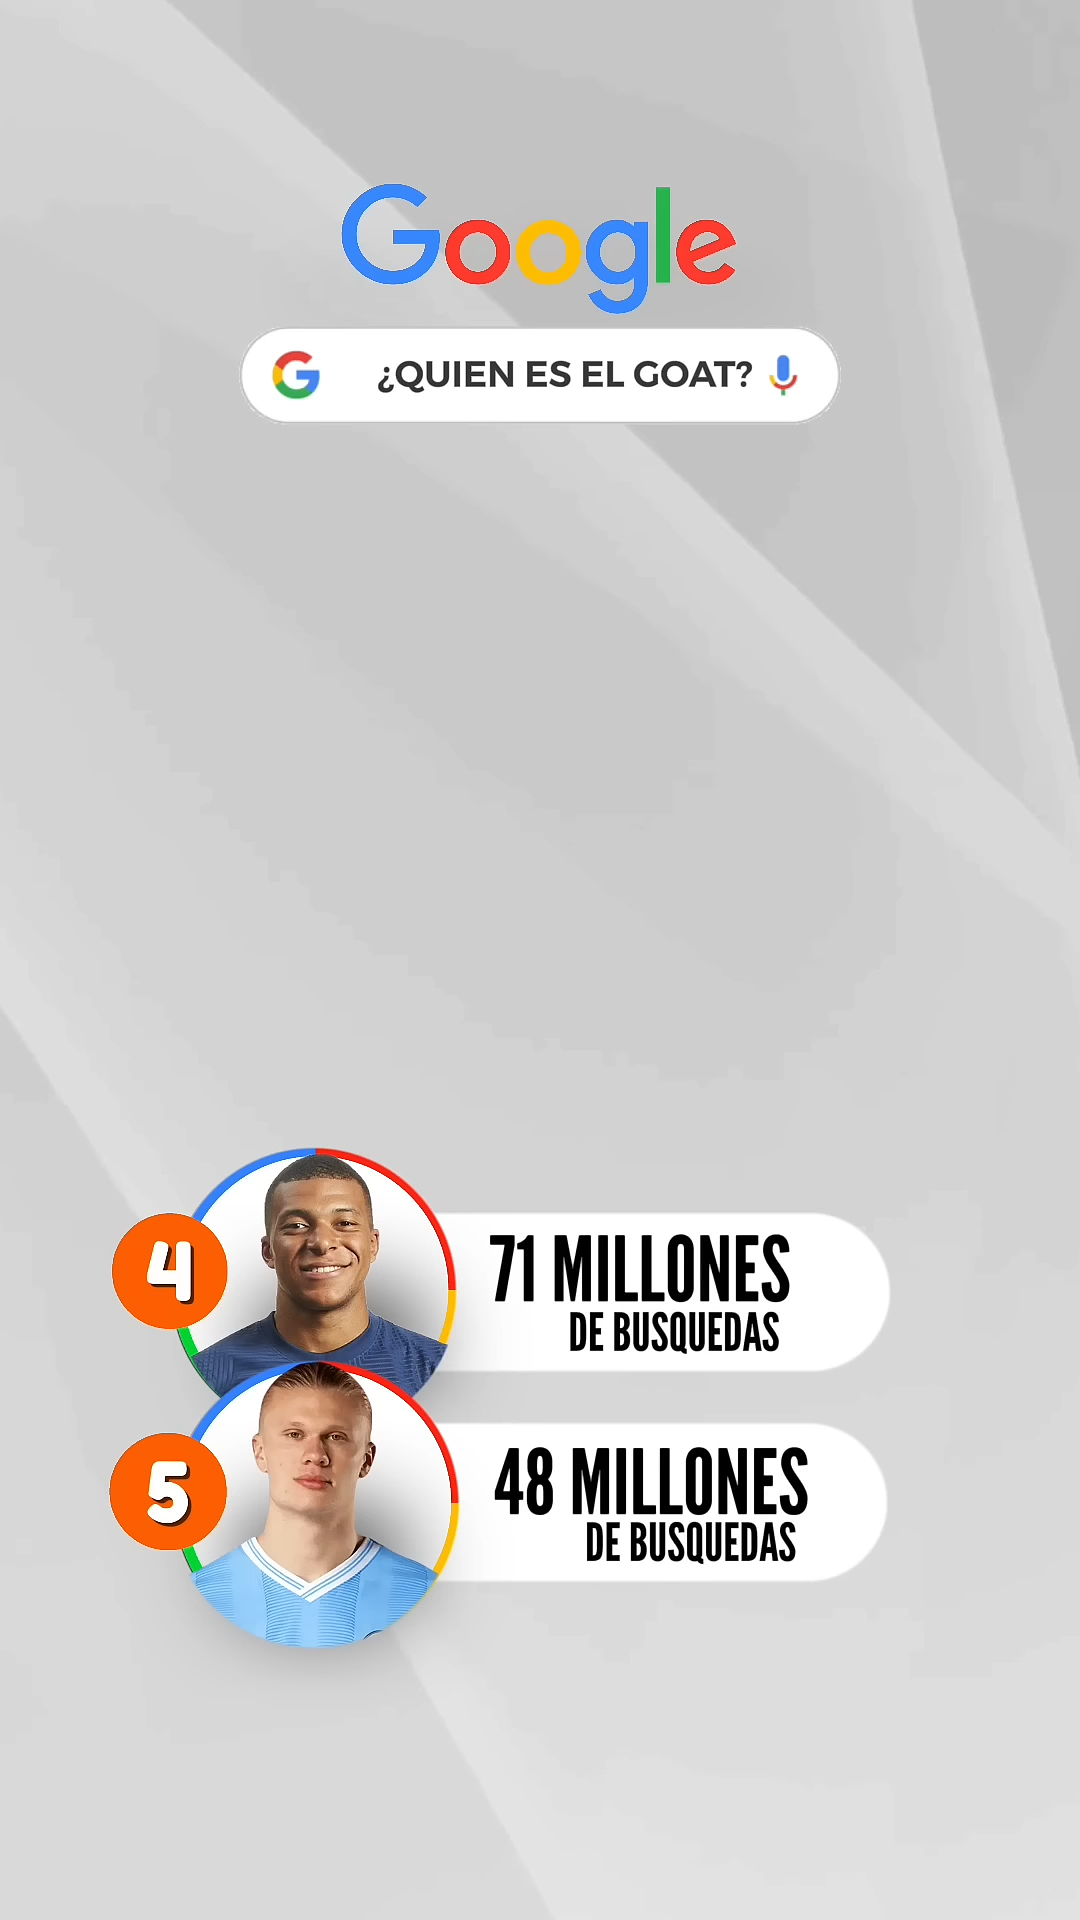 Google
G ¿QUIEN ES EL GOAT?
4
71 MILLONES
DE BUSQUEDAS
5
48 MILLONES
DE BUSQUEDAS